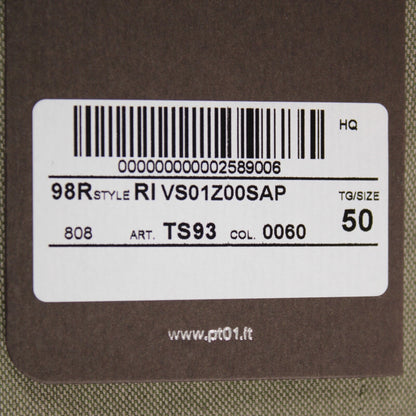 HQ
000000000002589006
98R STYLE RI VS01Z00SAP TG/SIZE
808 ART. TS93 COL. 0060 50
www.pt01.it